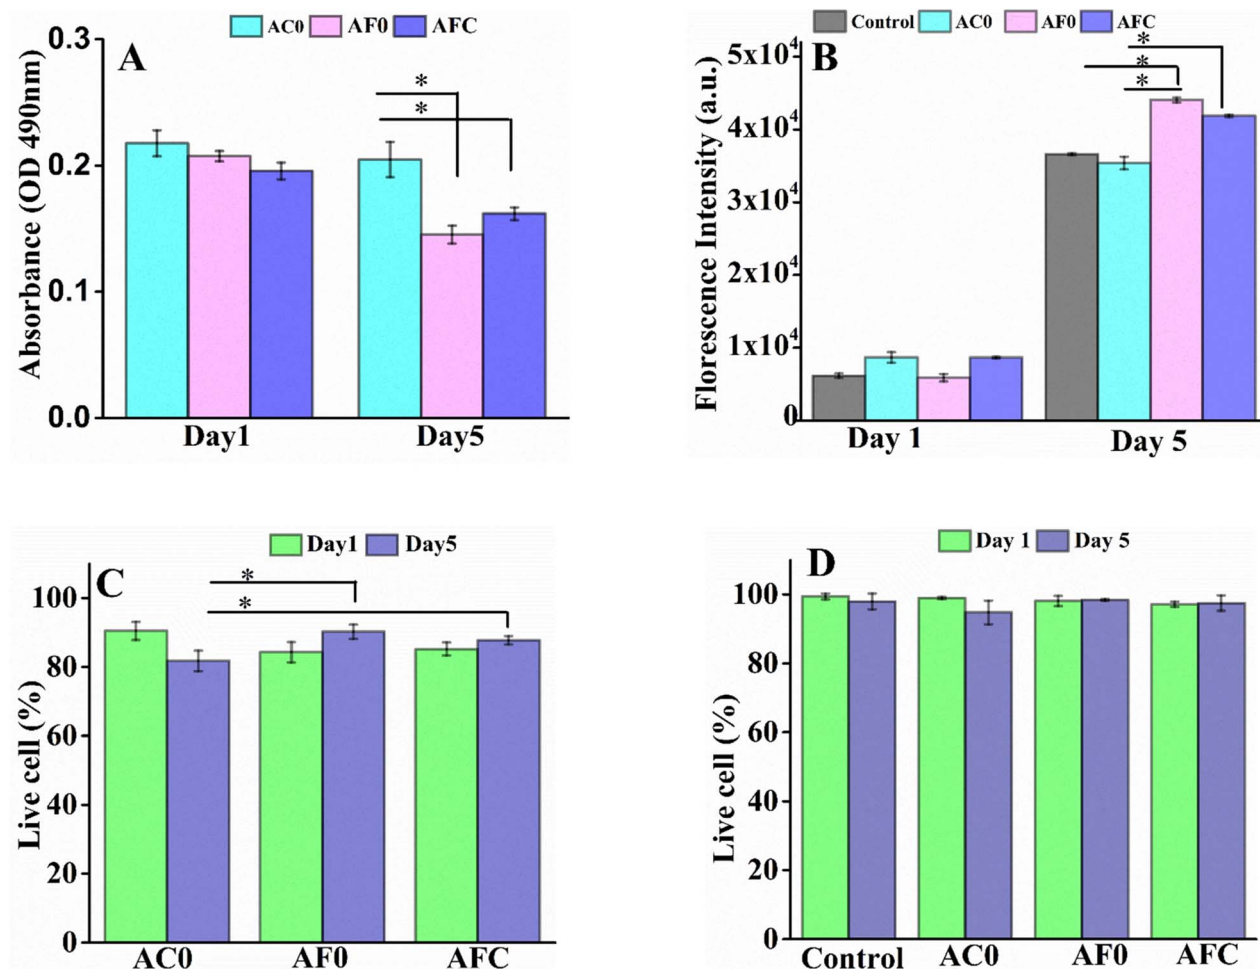 AC0 AF0 AFC
A
Absorbance (OD 490nm)
0.3
0.2
0.1
0.0
* 
*
Day1 Day5
Control AC0 AF0 AFC
B
Florescence Intensity (a.u.)
5x10⁴
4x10⁴
3x10⁴
2x10⁴
1x10⁴
0
*
*
*
Day 1 Day 5
Day1 Day5
C
Live cell (%)
100
80
60
40
20
0
*
*
AC0 AF0 AFC
Day 1 Day 5
D
Live cell (%)
100
80
60
40
20
0
Control AC0 AF0 AFC